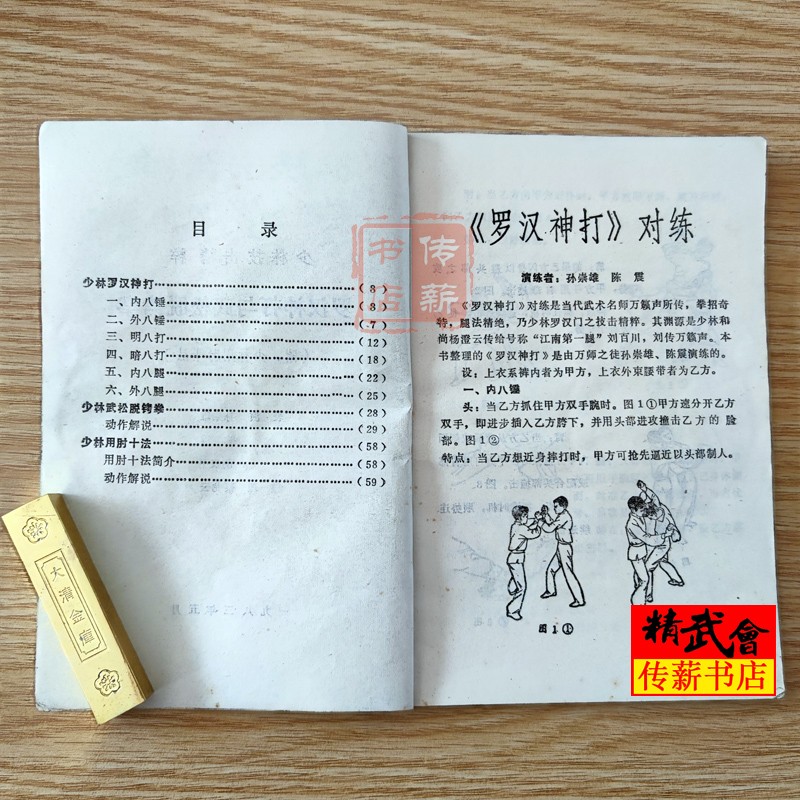 目 录
少林罗汉神打……………………………………(3)
一、内八锤……………………………………(3)
二、外八锤……………………………………(7)
三、明八打……………………………………(12)
四、暗八打……………………………………(18)
五、内八腿……………………………………(22)
六、外八腿……………………………………(25)
少林武松脱铐拳……………………………………(28)
动作解说……………………………………(29)
少林用肘十法……………………………………(58)
用肘十法简介……………………………………(58)
动作解说……………………………………(59)
传薪书店
大清金直
《罗汉神打》对练
演练者：孙崇雄 陈 震
《罗汉神打》对练是当代武术名师万籁声所传，拳招奇
特，腿法精绝，乃少林罗汉门之技击精粹。其渊源是少林和
尚杨澄云传给号称“江南第一腿”刘百川，刘传万籁声。本
书整理的《罗汉神打》是由万师之徒孙崇雄、陈震演练的。
设：上衣系裤内者为甲方，上衣外束腰带者为乙方。
一、内八锤
头：当乙方抓住甲方双手腕时。图1①甲方速分开乙方
双手，即进步插入乙方胯下，并用头部进攻撞击乙方的 脸
部。图1②
特点：当乙方想近身摔打时，甲方可抢先逼近以头部制人。
图1①
精武會
传薪书店